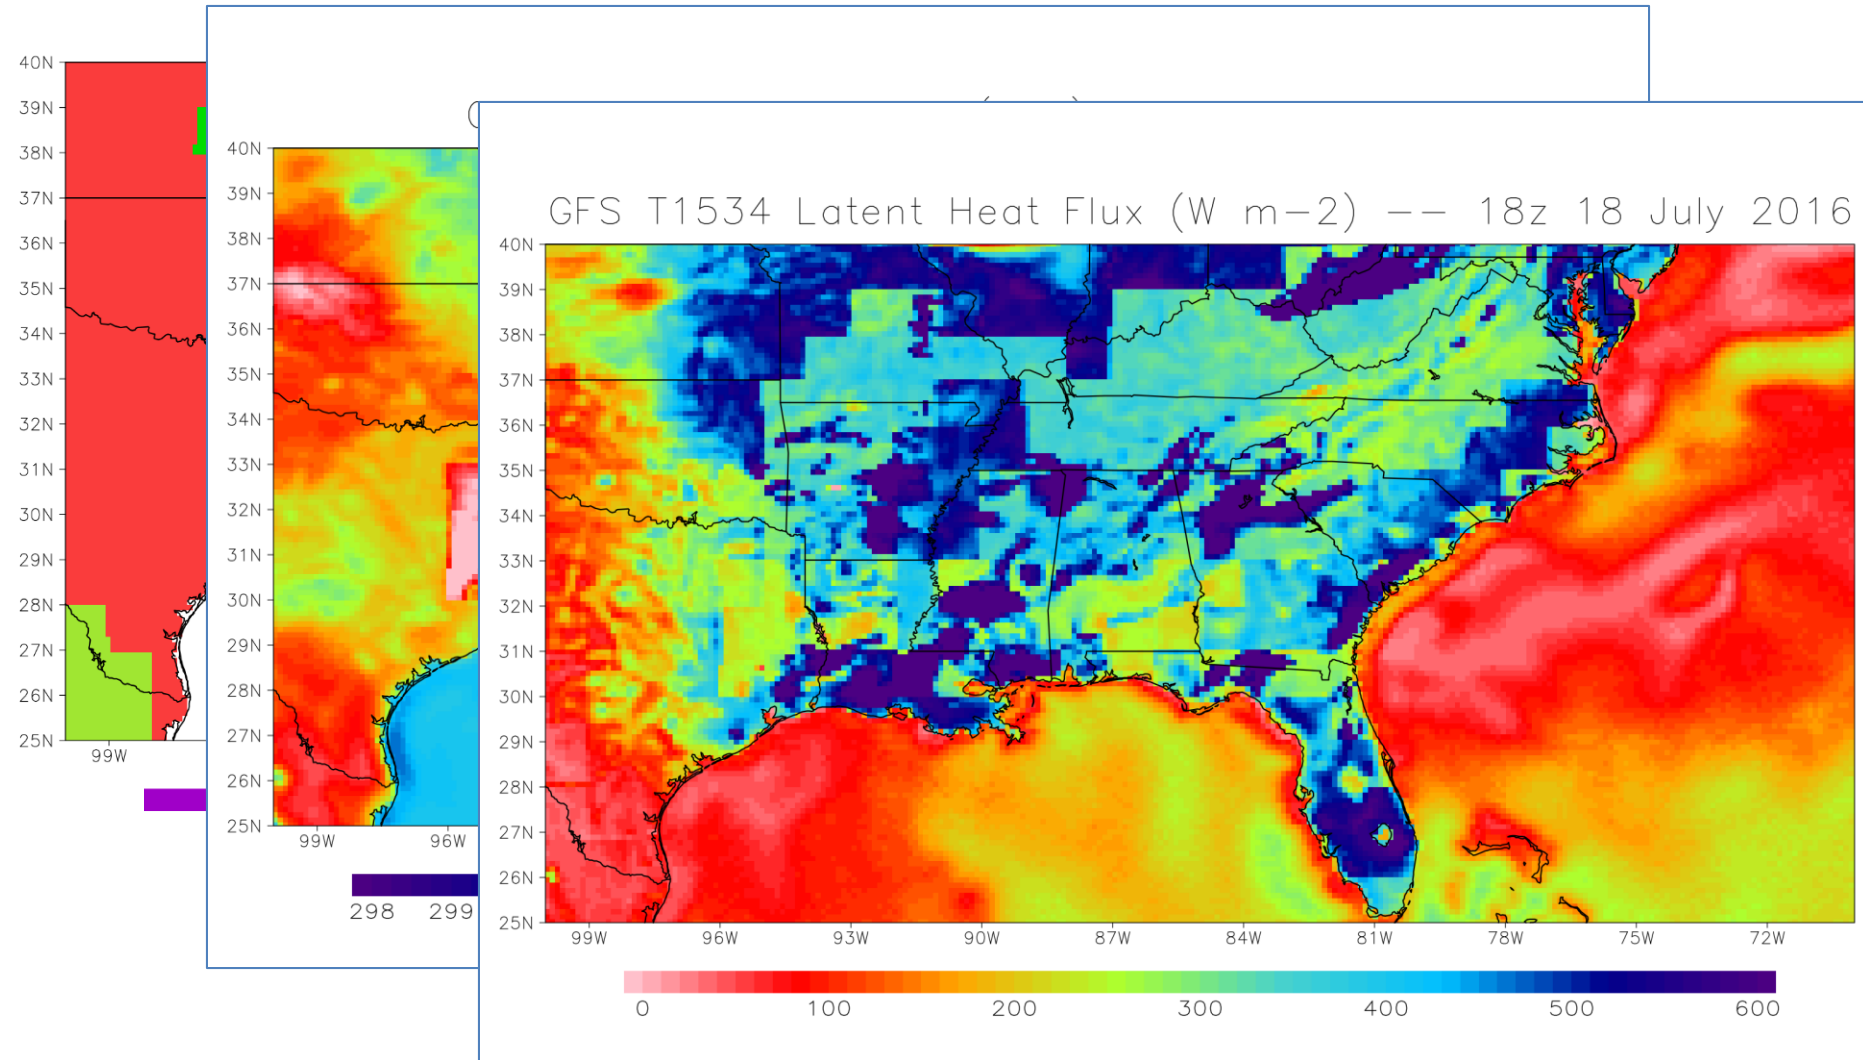 40N
39N
38N
37N
36N
35N
34N
33N
32N
31N
30N
29N
28N
27N
26N
25N
99W
40N
39N
38N
37N
36N
35N
34N
33N
32N
31N
30N
29N
28N
27N
26N
25N
99W 96W
298 299
GFS T1534 Latent Heat Flux (W m-2) -- 18z 18 July 2016
40N
39N
38N
37N
36N
35N
34N
33N
32N
31N
30N
29N
28N
27N
26N
25N
99W 96W 93W 90W 87W 84W 81W 78W 75W 72W
0 100 200 300 400 500 600